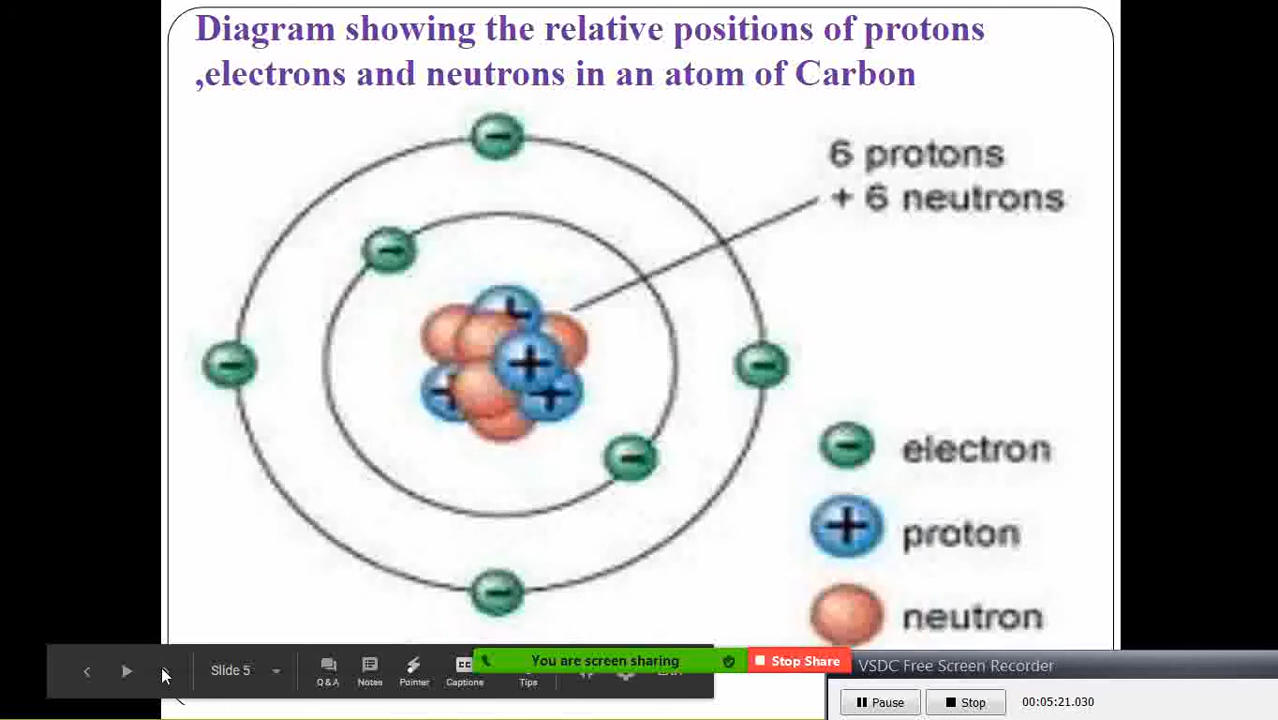 Diagram showing the relative positions of protons
,electrons and neutrons in an atom of Carbon
6 protons
+ 6 neutrons
electron
proton
neutron
Slide 5
Q & A
Notes
Pointer
CC
Captions
Tips
You are screen sharing
Stop Share
VSDC Free Screen Recorder
Pause
Stop
00:05:21.030